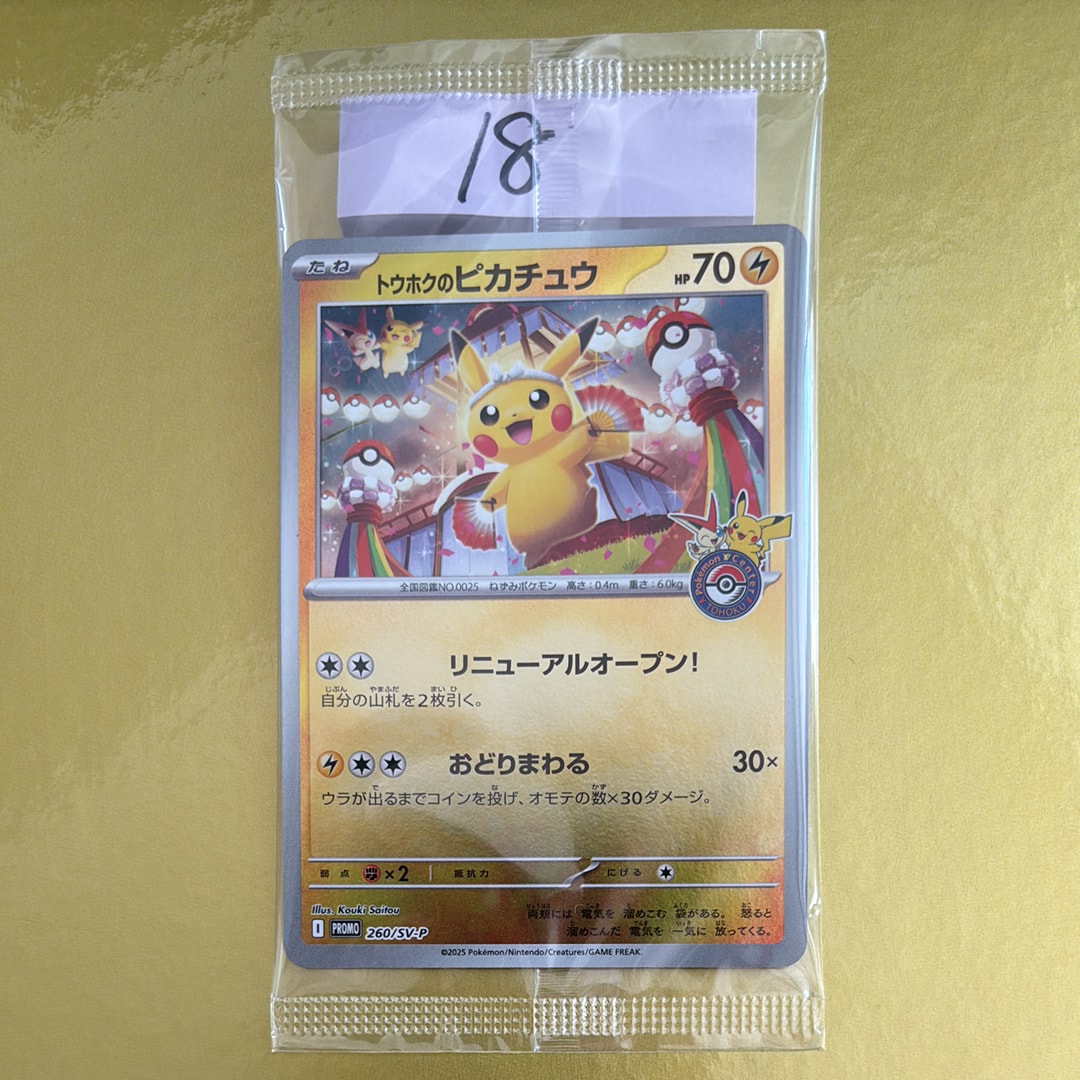 18
たね
トウホクのピカチュウ
HP 70
全国図鑑NO.0025 ねずみポケモン 高さ:0.4m 重さ:6.0kg
Pokémon Center
TOHOKU
リニューアルオープン!
自分の山札を2枚引く。
おどりまわる 30×
ウラが出るまでコインを投げ、オモテの数×30ダメージ。
弱点 ×2 抵抗力 にげる
Illus. Kouki Saitou
両頬には 電気を 溜めこむ 袋がある。 怒ると
溜めこんだ 電気を 一気に 放ってくる。
I PROMO 260/SV-P
©2025 Pokémon/Nintendo/Creatures/GAME FREAK.